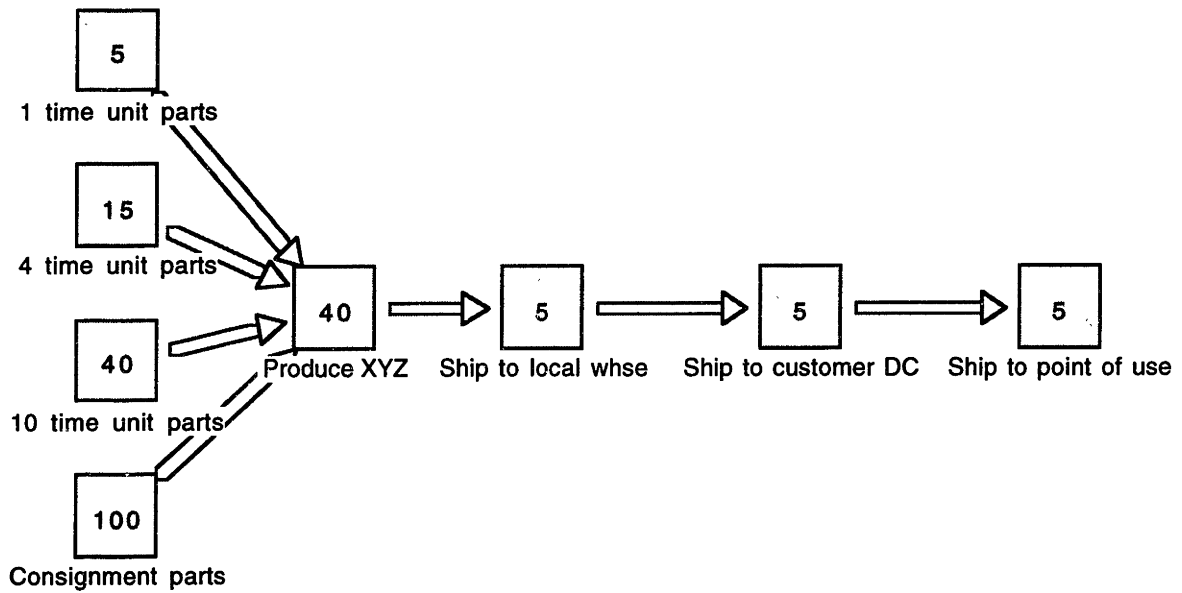 5
1 time unit parts
15
4 time unit parts
40
10 time unit parts
100
Consignment parts
40
Produce XYZ
5
Ship to local whse
5
Ship to customer DC
5
Ship to point of use